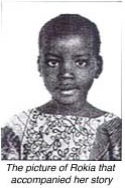 The picture of Rokia that
accompanied her story